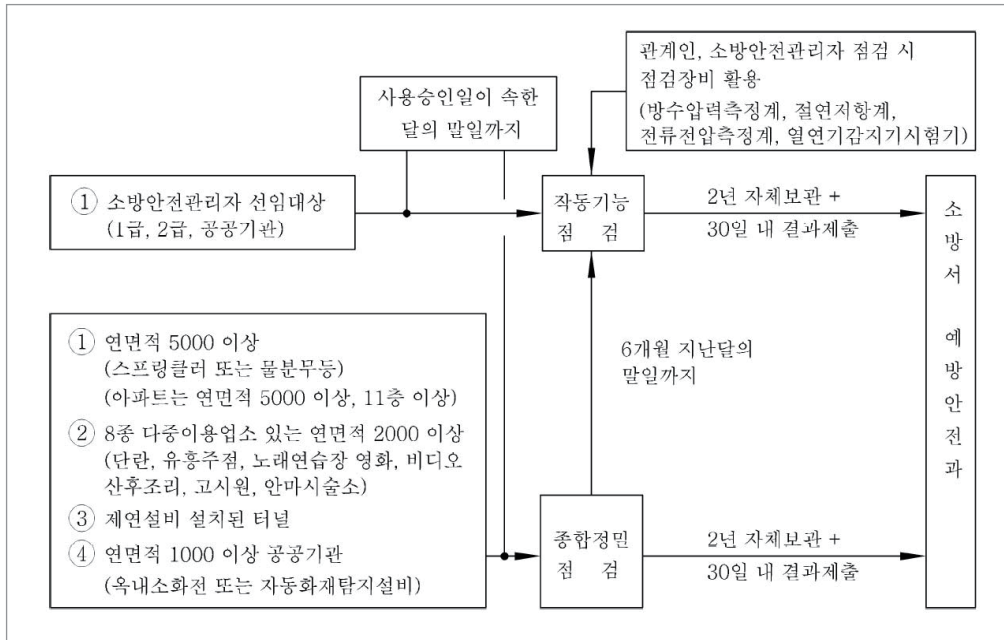 관계인, 소방안전관리자 점검 시
점검장비 활용
(방수압력측정계, 절연저항계,
전류전압측정계, 열연기감지기시험기)
사용승인일이 속한
달의 말일까지
① 소방안전관리자 선임대상
(1급, 2급, 공공기관)
작동기능
점 검
2년 자체보관 +
30일 내 결과제출
소방서 예방안전과
① 연면적 5000 이상
(스프링클러 또는 물분무등)
(아파트는 연면적 5000 이상, 11층 이상)
② 8종 다중이용업소 있는 연면적 2000 이상
(단란, 유흥주점, 노래연습장 영화, 비디오
산후조리, 고시원, 안마시술소)
③ 제연설비 설치된 터널
④ 연면적 1000 이상 공공기관
(옥내소화전 또는 자동화재탐지설비)
6개월 지난달의
말일까지
종합정밀
점 검
2년 자체보관 +
30일 내 결과제출